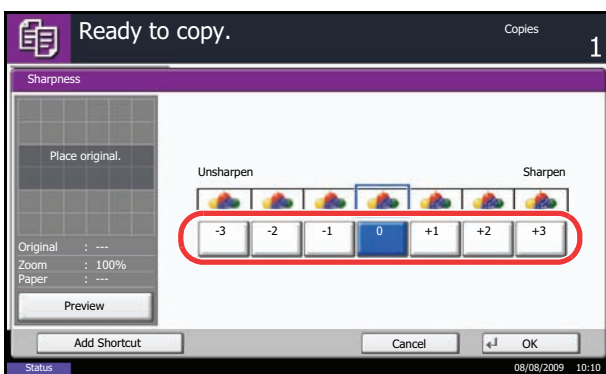 Ready to copy.
Copies
1
Sharpness
Place original.
Unsharpen
Sharpen
-3 -2 -1 0 +1 +2 +3
Original : ---
Zoom : 100%
Paper : ---
Preview
Add Shortcut
Cancel
OK
Status
08/08/2009 10:10